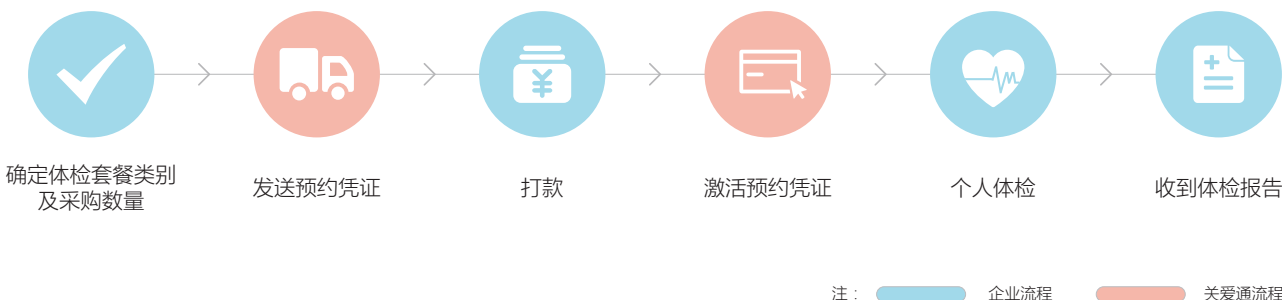 确定体检套餐类别
及采购数量
发送预约凭证
打款
激活预约凭证
个人体检
收到体检报告
注：
企业流程
关爱通流程